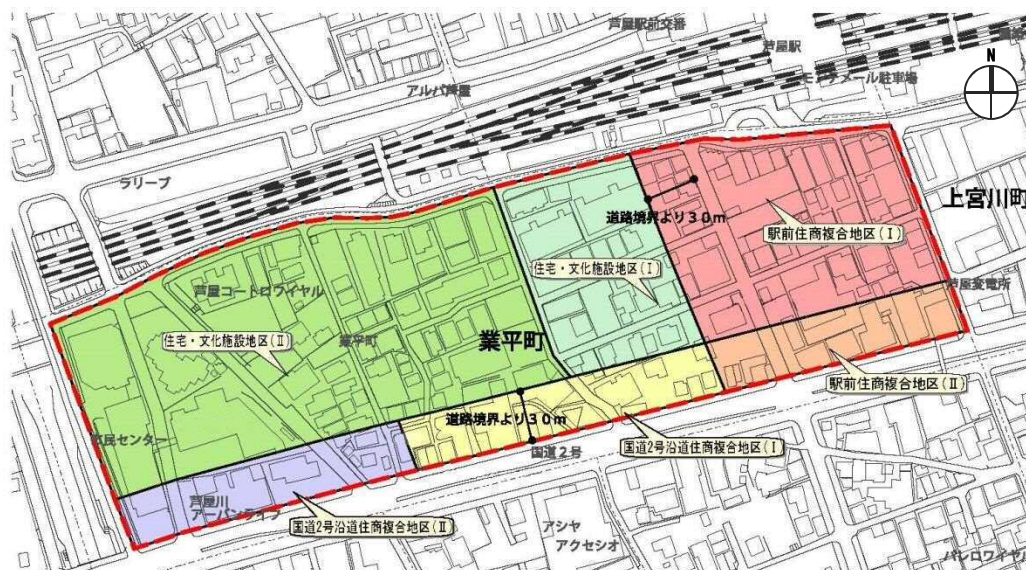 芦屋駅前交番
芦屋駅
モンテメール駐車場
アルパ芦屋
N
ラリーブ
上宮川町
道路境界より30m
駅前住商複合地区(Ⅰ)
住宅・文化施設地区(Ⅰ)
芦屋変電所
芦屋コートロワイヤル
住宅・文化施設地区(Ⅱ)
業平町
業平町
駅前住商複合地区(Ⅱ)
道路境界より30m
市民センター
国道2号沿道住商複合地区(Ⅰ)
国道2号
芦屋川
アーバンライフ
国道2号沿道住商複合地区(Ⅱ)
アシヤ
アクセシオ
パレロワイヤル